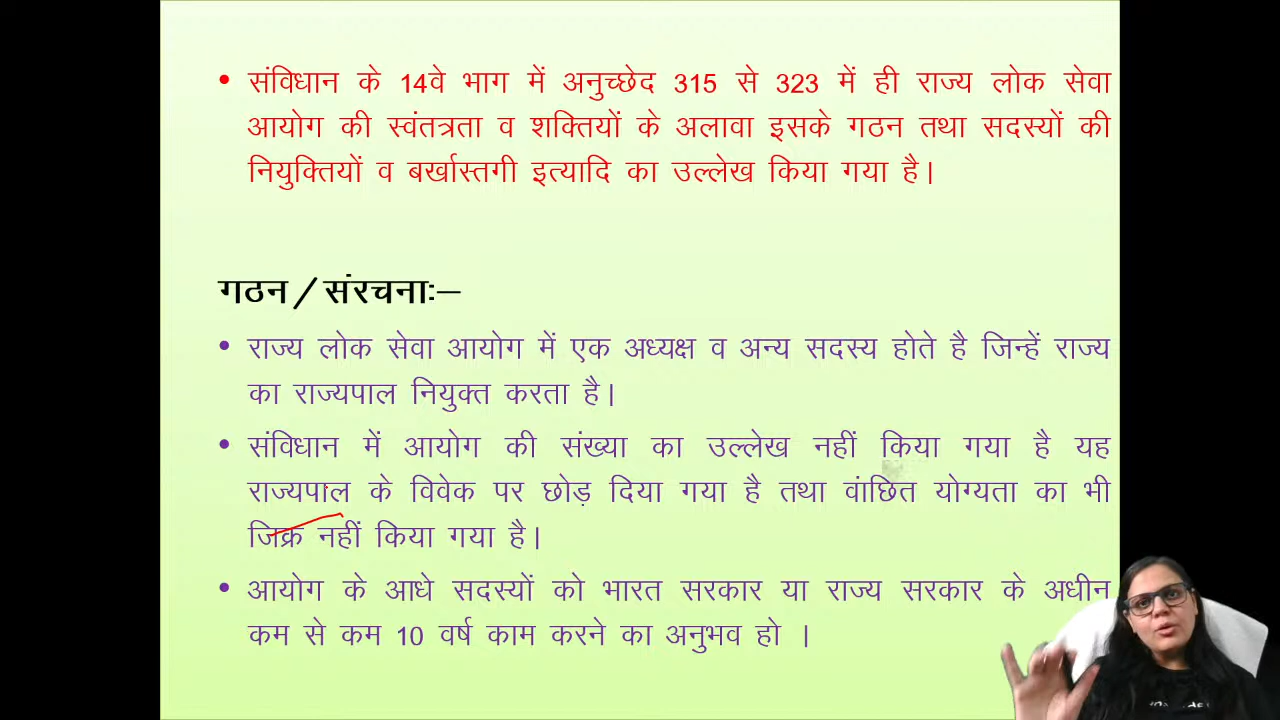 • संविधान के 14वे भाग में अनुच्छेद 315 से 323 में ही राज्य लोक सेवा
आयोग की स्वंतत्रता व शक्तियों के अलावा इसके गठन तथा सदस्यों की
नियुक्तियों व बर्खास्तगी इत्यादि का उल्लेख किया गया है।
गठन/संरचनाः–
• राज्य लोक सेवा आयोग में एक अध्यक्ष व अन्य सदस्य होते है जिन्हें राज्य
का राज्यपाल नियुक्त करता है।
• संविधान में आयोग की संख्या का उल्लेख नहीं किया गया है यह
राज्यपाल के विवेक पर छोड़ दिया गया है तथा वांछित योग्यता का भी
जिक्र नहीं किया गया है।
• आयोग के आधे सदस्यों को भारत सरकार या राज्य सरकार के अधीन
कम से कम 10 वर्ष काम करने का अनुभव हो ।